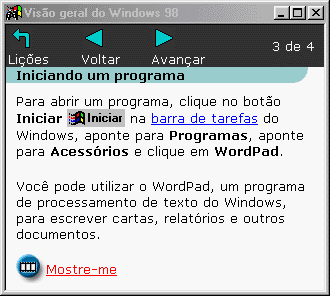 Visão geral do Windows 98
Lições Voltar Avançar 3 de 4
Iniciando um programa
Para abrir um programa, clique no botão
Iniciar Iniciar na barra de tarefas do
Windows, aponte para Programas, aponte
para Acessórios e clique em WordPad.
Você pode utilizar o WordPad, um programa
de processamento de texto do Windows,
para escrever cartas, relatórios e outros
documentos.
Mostre-me